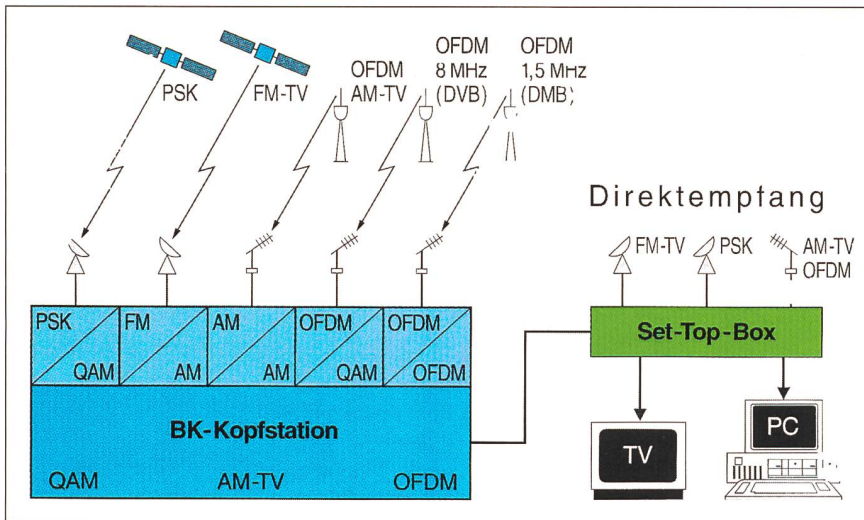 PSK
FM-TV
OFDM
AM-TV
OFDM
8 MHz
(DVB)
OFDM
1,5 MHz
(DMB)
Direktempfang
FM-TV
PSK
AM-TV
OFDM
PSK
QAM
FM
AM
AM
AM
OFDM
QAM
OFDM
OFDM
Set-Top-Box
BK-Kopfstation
QAM AM-TV OFDM
TV
PC